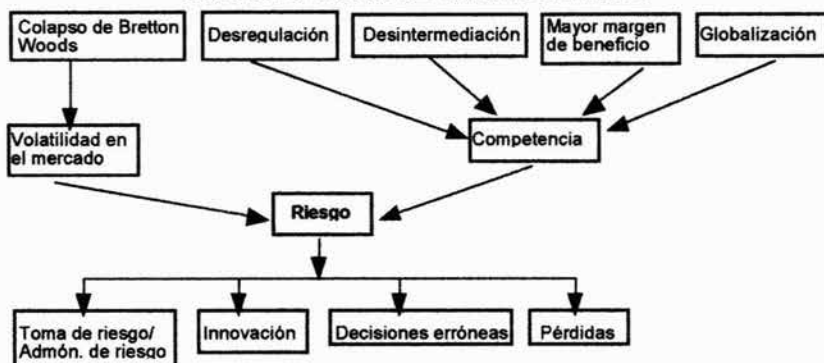 Colapso de Bretton
Woods
Desregulación
Desintermediación
Mayor margen
de beneficio
Globalización
Volatilidad en
el mercado
Competencia
Riesgo
Toma de riesgo/
Admón. de riesgo
Innovación
Decisiones erróneas
Pérdidas